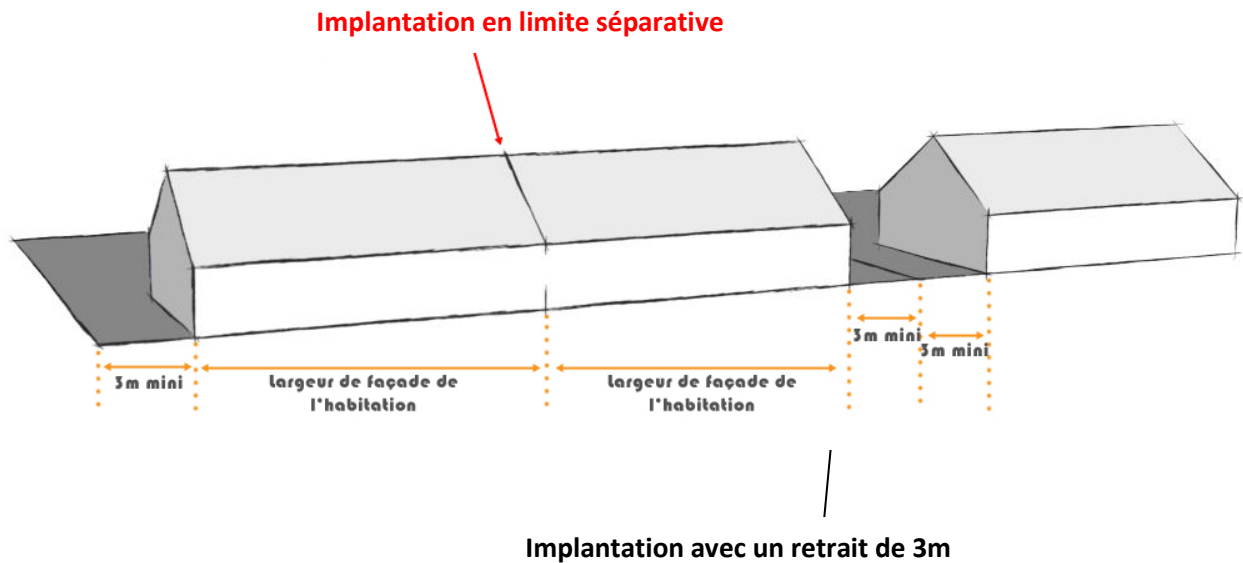 Implantation en limite séparative
3m mini
3m mini
3m mini
Largeur de façade de
l'habitation
Largeur de façade de
l'habitation
Implantation avec un retrait de 3m